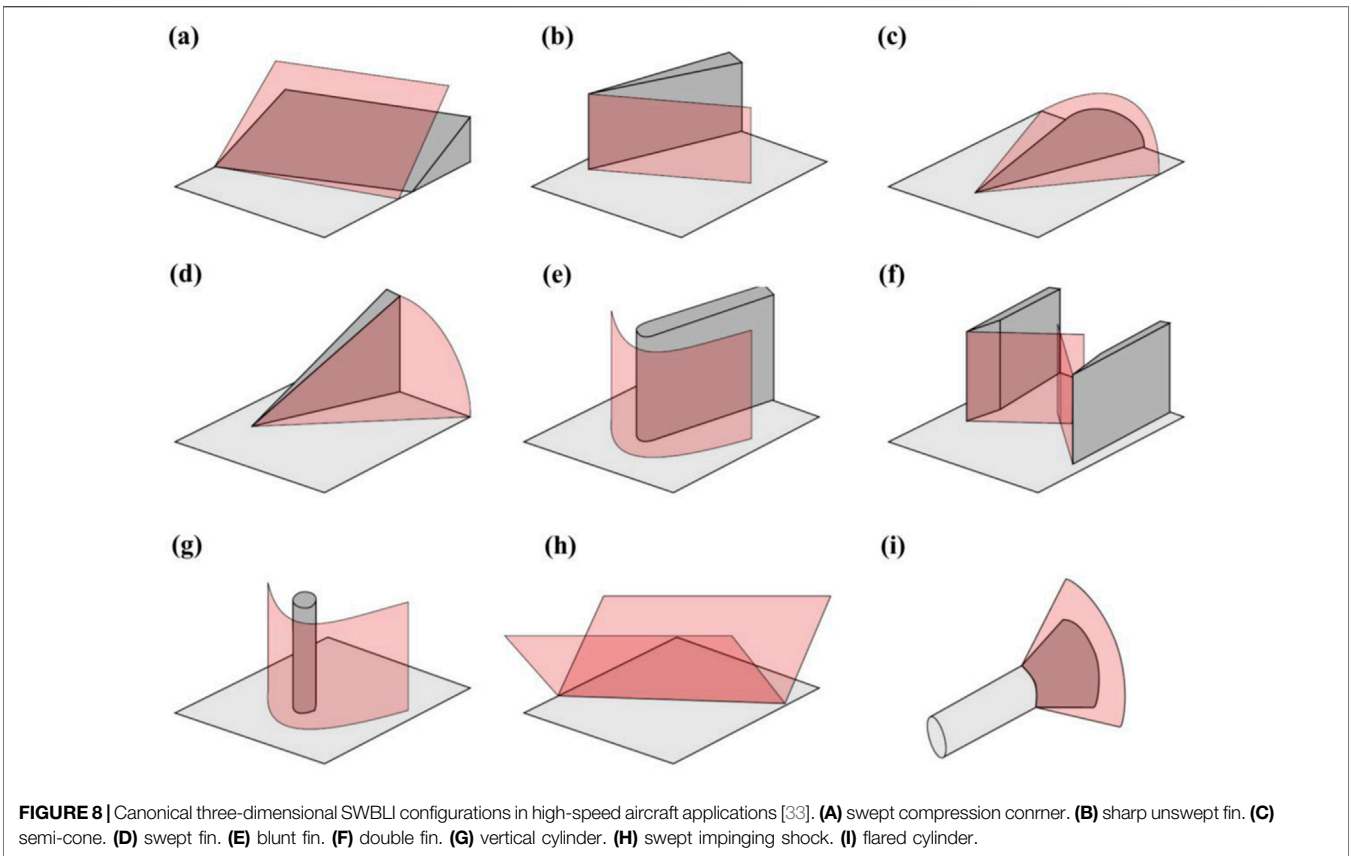 (a)
(b)
(c)
(d)
(e)
(f)
(g)
(h)
(i)
FIGURE 8 | Canonical three-dimensional SWBLI configurations in high-speed aircraft applications [33]. (A) swept compression conrner. (B) sharp unswept fin. (C)
semi-cone. (D) swept fin. (E) blunt fin. (F) double fin. (G) vertical cylinder. (H) swept impinging shock. (I) flared cylinder.